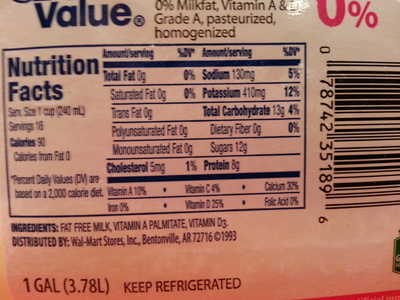 Value®
0% Milkfat, Vitamin A &
Grade A, pasteurized,
homogenized
0%
Nutrition
Facts
Serv. Size 1 cup (240 mL)
Servings 16
Calories 90
Calories from Fat 0
*Percent Daily Values (DV) are
based on a 2,000 calorie diet.
Amount/serving %DV* Amount/serving %DV*
Total Fat 0g 0% Sodium 130mg 5%
Saturated Fat 0g 0% Potassium 410mg 12%
Trans Fat 0g Total Carbohydrate 13g 4%
Polyunsaturated Fat 0g Dietary Fiber 0g 0%
Monounsaturated Fat 0g Sugars 12g
Cholesterol 5mg 1% Protein 8g
Vitamin A 10% • Vitamin C 4% • Calcium 30%
Iron 0% • Vitamin D 25% • Folic Acid 0%
INGREDIENTS: FAT FREE MILK, VITAMIN A PALMITATE, VITAMIN D3.
DISTRIBUTED BY: Wal-Mart Stores, Inc., Bentonville, AR 72716 ©1993
1 GAL (3.78L) KEEP REFRIGERATED
0 78742 35189 6